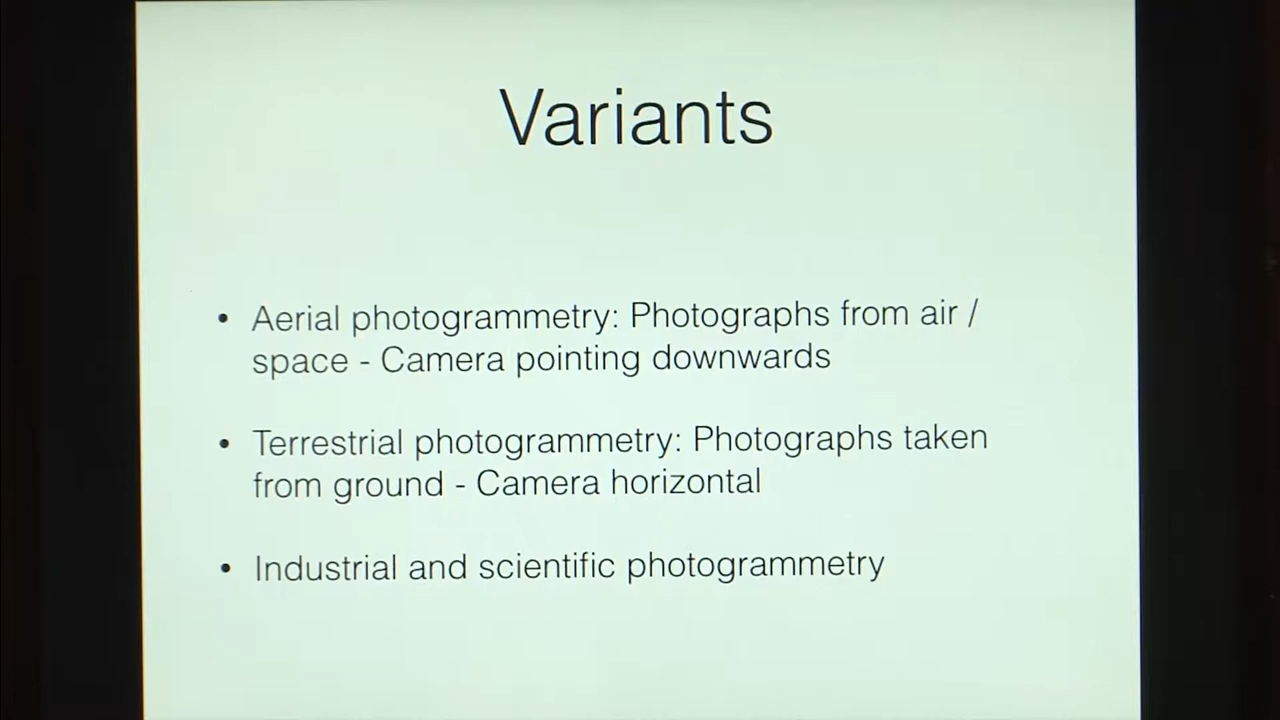 Variants
• Aerial photogrammetry: Photographs from air /
space - Camera pointing downwards
• Terrestrial photogrammetry: Photographs taken
from ground - Camera horizontal
• Industrial and scientific photogrammetry